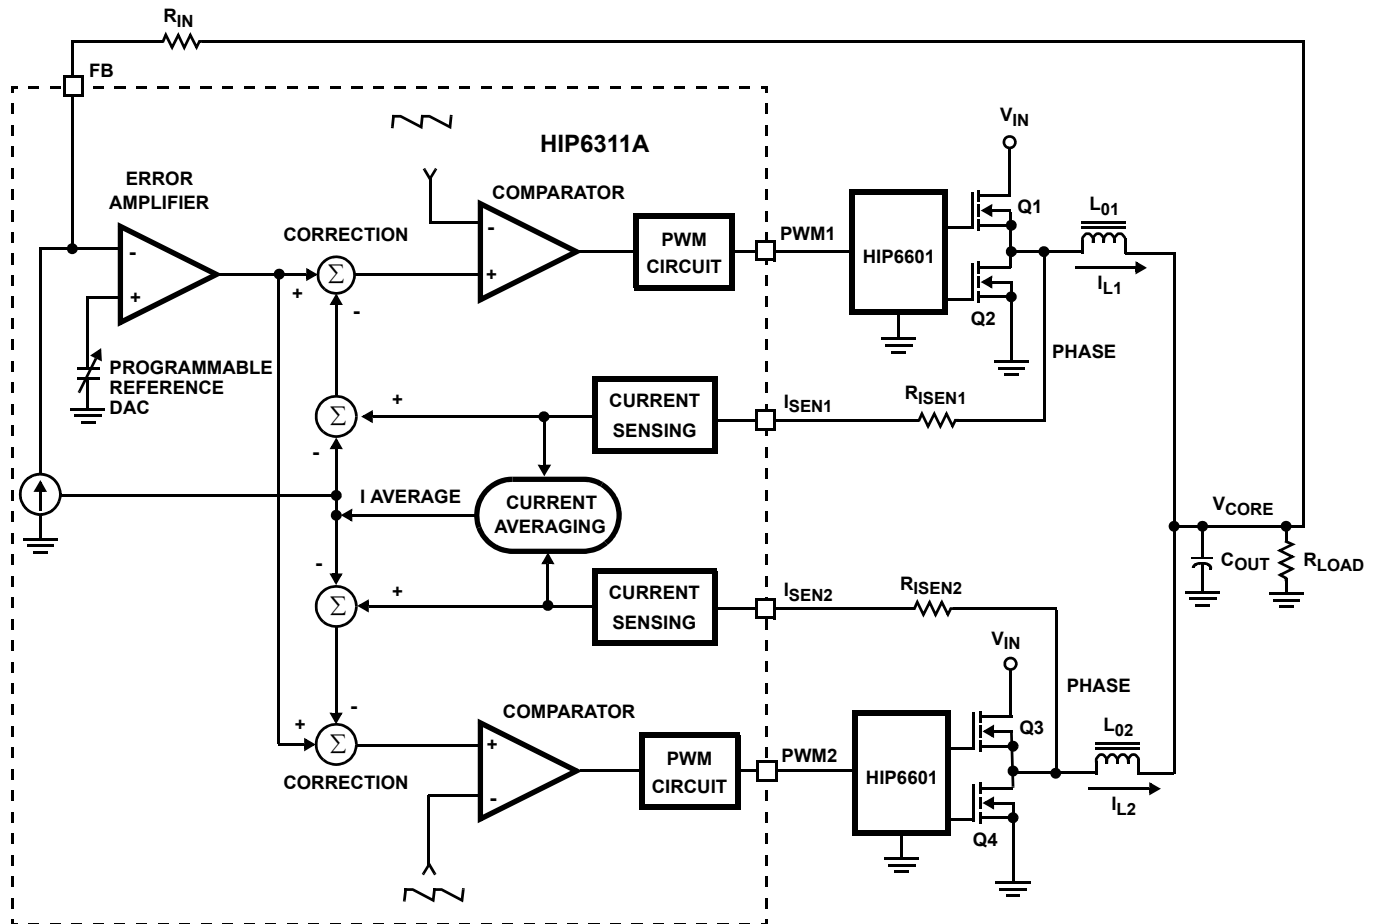 RIN
FB
HIP6311A
VIN
ERROR
AMPLIFIER
COMPARATOR
CORRECTION
-
+
+
Σ
-
-
+
PWM
CIRCUIT
PWM1
HIP6601
Q1
Q2
L01
IL1
PHASE
PROGRAMMABLE
REFERENCE
DAC
Σ
+
-
CURRENT
SENSING
ISEN1
RISEN1
I AVERAGE
CURRENT
AVERAGING
VCORE
COUT
RLOAD
-
Σ
+
CURRENT
SENSING
ISEN2
RISEN2
VIN
PHASE
COMPARATOR
+
-
Σ
CORRECTION
+
-
PWM
CIRCUIT
PWM2
HIP6601
Q3
Q4
L02
IL2